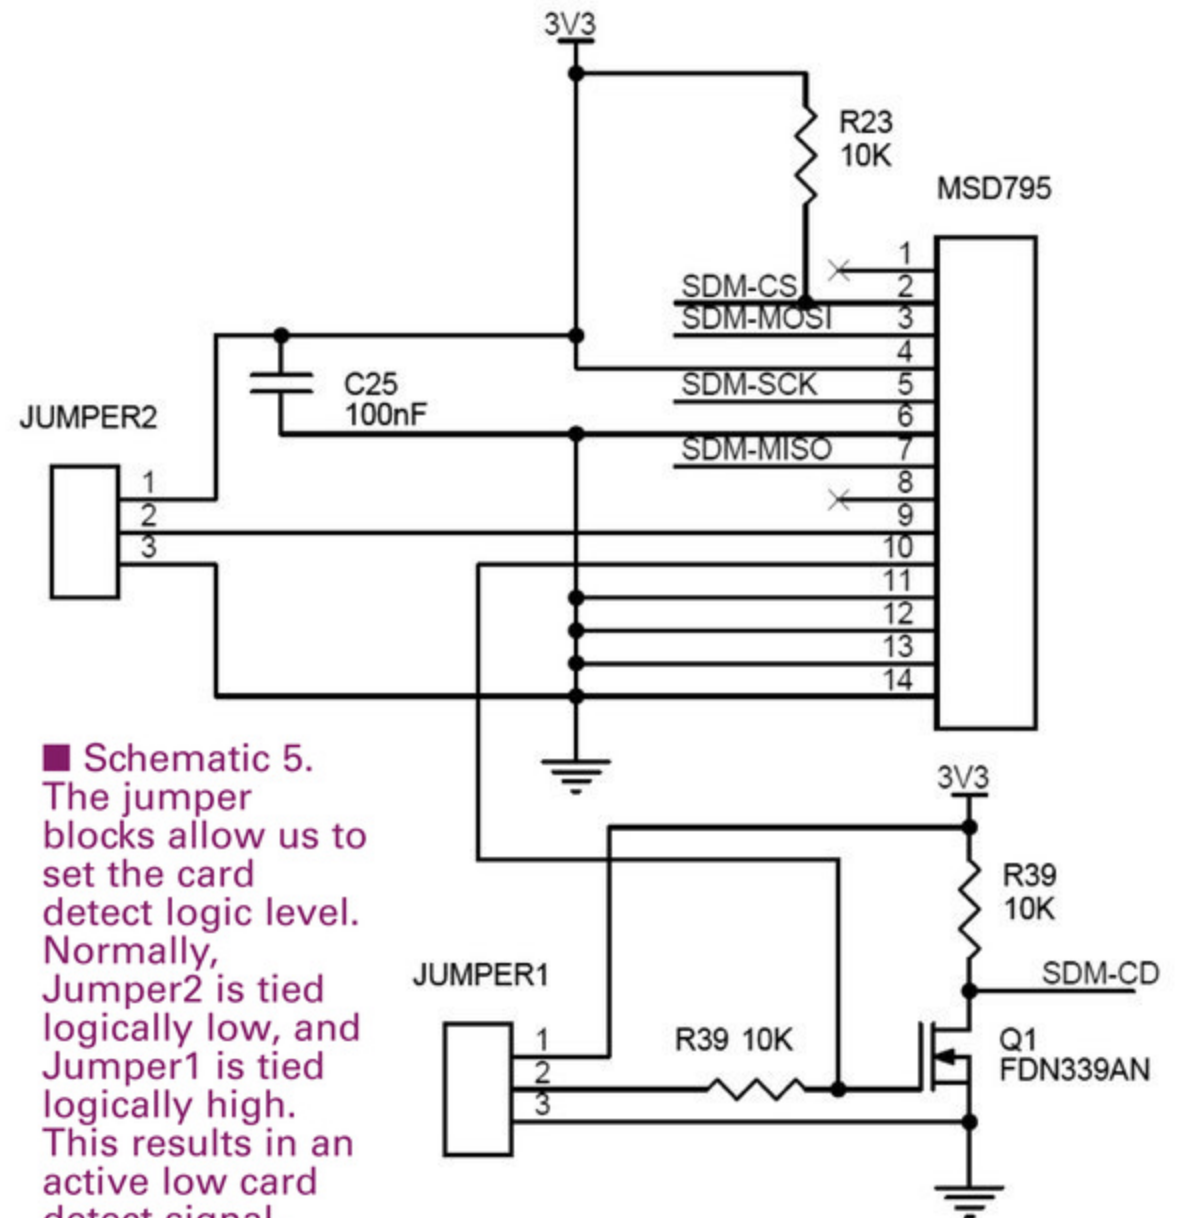 3V3
R23
10K
MSD795
1
SDM-CS 2
SDM-MOSI 3
4
SDM-SCK 5
6
SDM-MISO 7
8
9
10
11
12
13
14
C25
100nF
JUMPER2
1
2
3
■ Schematic 5.
The jumper
blocks allow us to
set the card
detect logic level.
Normally,
Jumper2 is tied
logically low, and
Jumper1 is tied
logically high.
This results in an
active low card
detect signal
3V3
R39
10K
SDM-CD
JUMPER1
1
2
3
R39 10K
Q1
FDN339AN